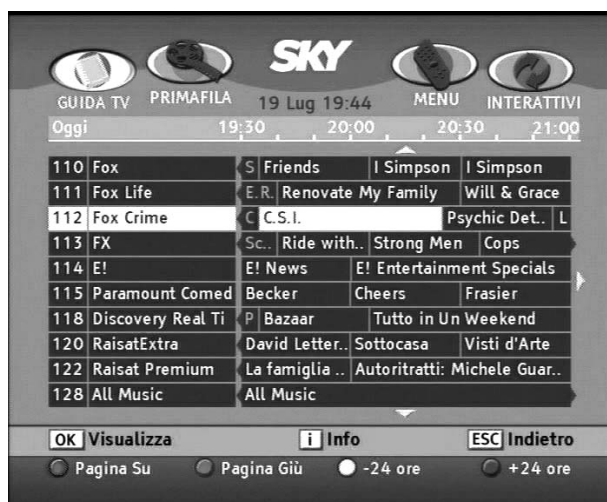 SKY
GUIDA TV PRIMAFILA 19 Lug 19:44 MENU INTERATTIVI
Oggi 19:30 20:00 20:30 21:00
110 Fox S Friends I Simpson I Simpson
111 Fox Life E.R. Renovate My Family Will & Grace
112 Fox Crime C C.S.I. Psychic Det.. L
113 FX Sc.. Ride with.. Strong Men Cops
114 E! E! News E! Entertainment Specials
115 Paramount Comed Becker Cheers Frasier
118 Discovery Real Ti P Bazaar Tutto in Un Weekend
120 RaisatExtra David Letter.. Sottocasa Visti d'Arte
122 Raisat Premium La famiglia .. Autoritratti: Michele Guar..
128 All Music All Music
OK Visualizza i Info ESC Indietro
Pagina Su Pagina Giù -24 ore +24 ore